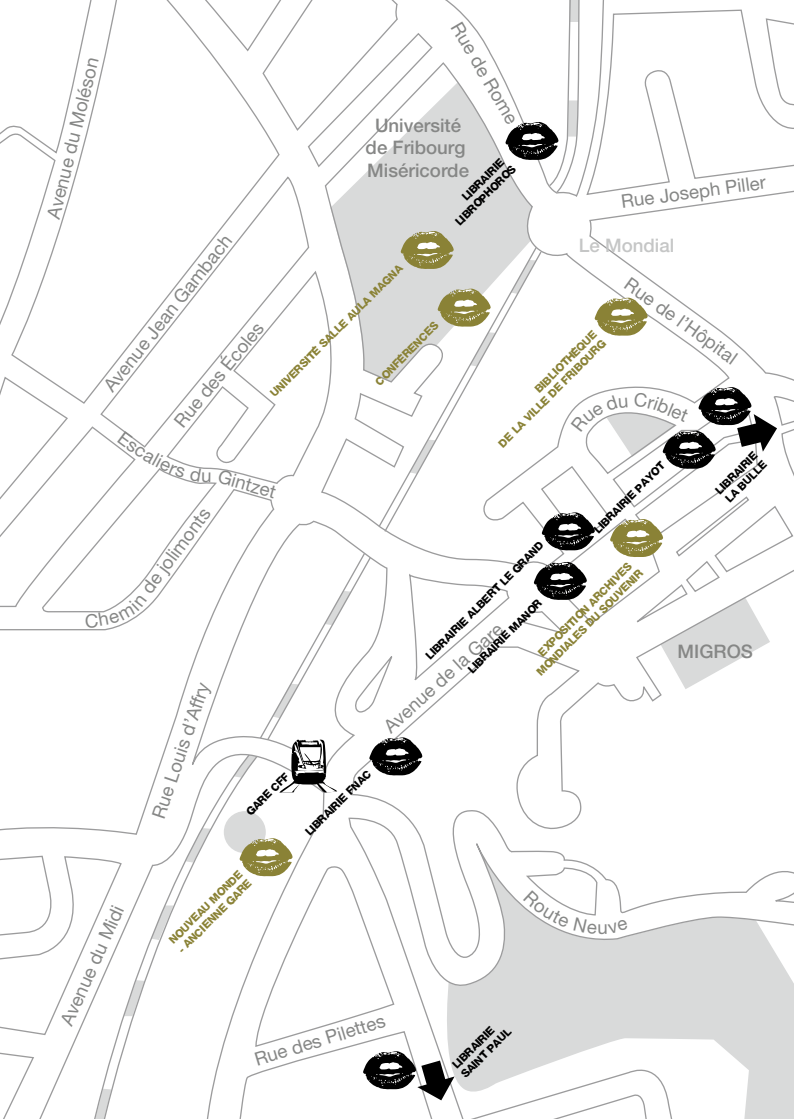 Avenue du Moléson
Rue de Rome
Université
de Fribourg
Miséricorde
LIBRAIRIE
LIBROPHOROS
Rue Joseph Piller
Le Mondial
Avenue Jean Gambach
UNIVERSITÉ SALLE AULA MAGNA
CONFÉRENCES
Rue de l'Hôpital
BIBLIOTHÈQUE
DE LA VILLE DE FRIBOURG
Rue des Écoles
Rue du Criblet
Escaliers du Gintzet
LIBRAIRIE PAYOT
LIBRAIRIE
LA BULLE
Chemin de jolimonts
LIBRAIRIE ALBERT LE GRAND
LIBRAIRIE MANOR
EXPOSITION ARCHIVES
MONDIALES DU SOUVENIR
MIGROS
Avenue de la Gare
Rue Louis d'Affry
GARE CFF
LIBRAIRIE FNAC
NOUVEAU MONDE
- ANCIENNE GARE
Route Neuve
Avenue du Midi
Rue des Pilettes
LIBRAIRIE
SAINT PAUL